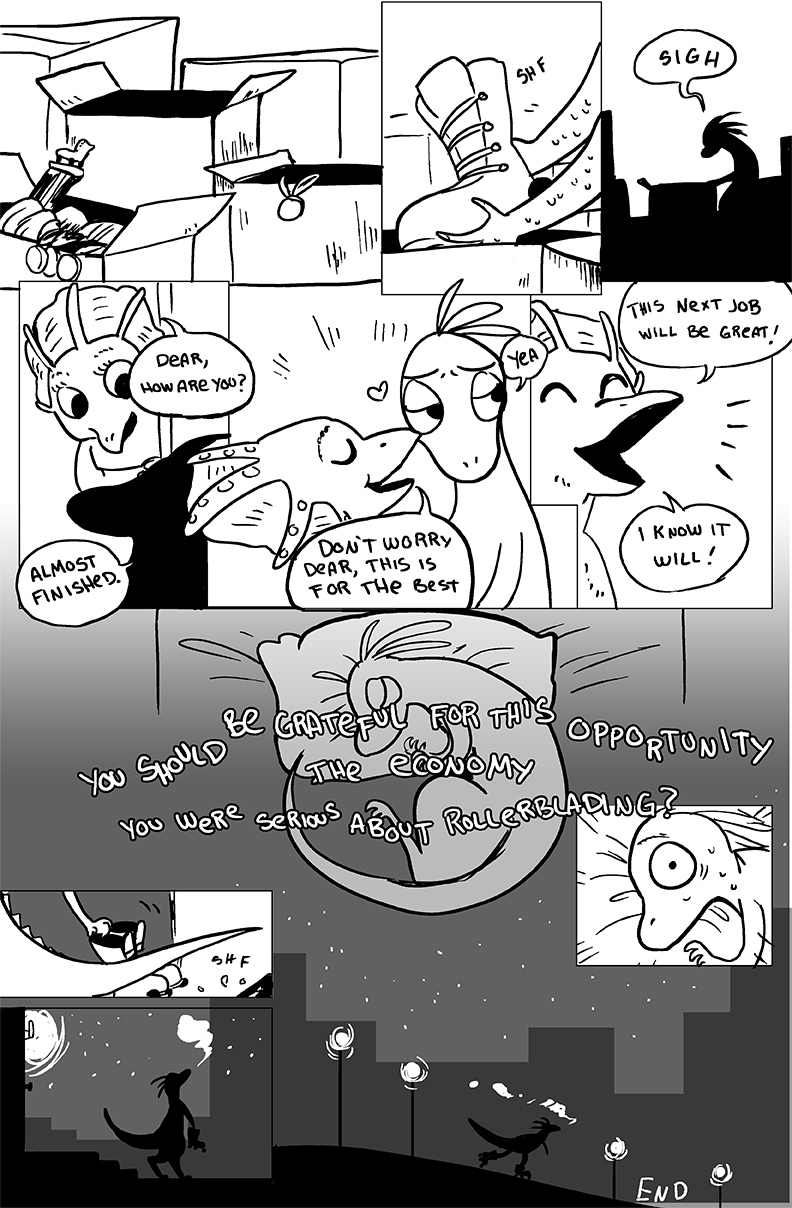 SHF
SIGH
DEAR,
HOW ARE YOU?
ALMOST
FINISHED.
DON'T WORRY
DEAR, THIS IS
FOR THE BEST
YEA
THIS NEXT JOB
WILL BE GREAT!
I KNOW IT
WILL!
YOU SHOULD BE GRATEFUL FOR THIS OPPORTUNITY
THE ECONOMY
YOU WERE SERIOUS ABOUT ROLLERBLADING?
SHF
END